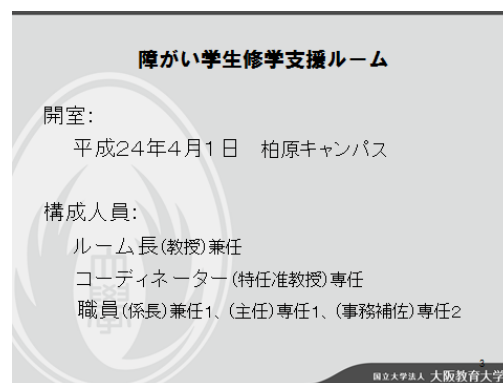 障がい学生修学支援ルーム
開室:
平成24年4月1日 柏原キャンパス
構成人員:
ルーム長(教授)兼任
コーディネーター(特任准教授)専任
職員(係長)兼任1、(主任)専任1、(事務補佐)専任2
3
国立大学法人 大阪教育大学